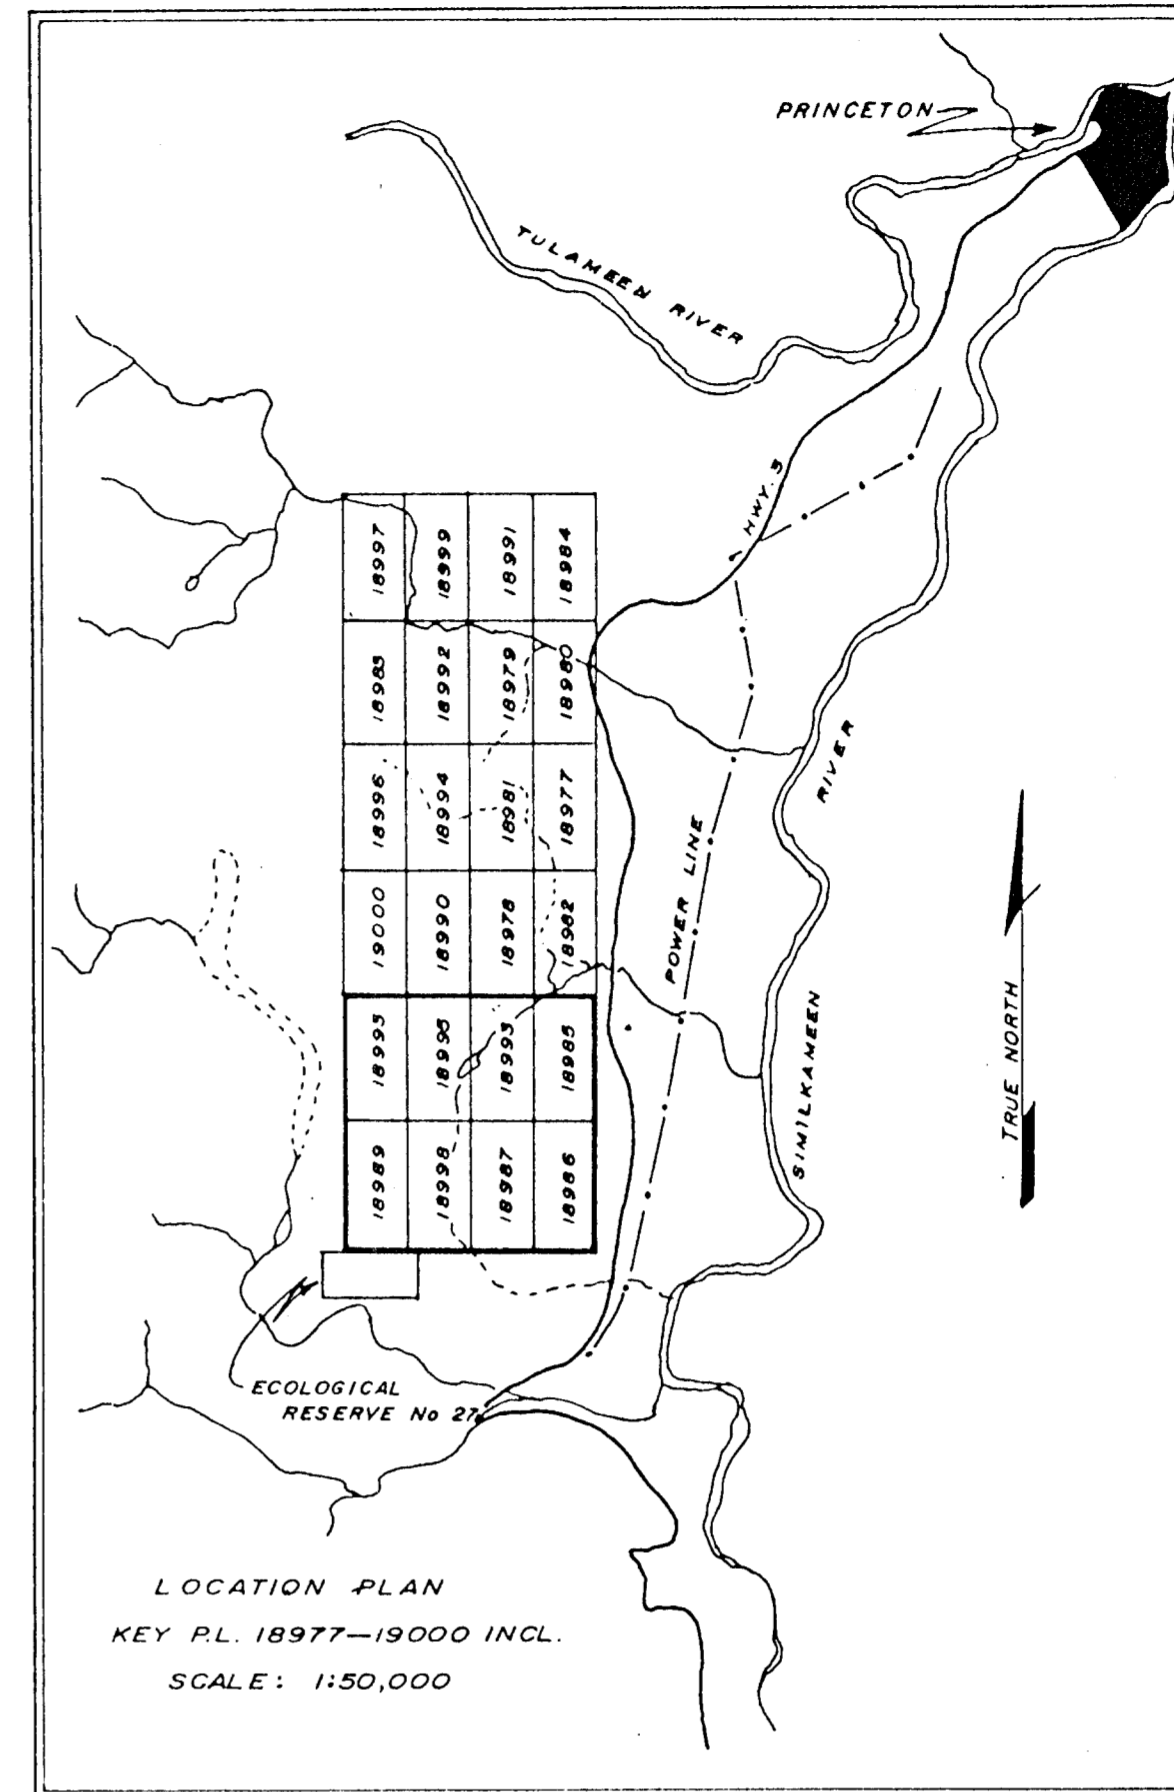 PRINCETON
TULAMEEN RIVER
HWY. 3
18997
18999
18991
18984
18985
18992
18979
18980
18996
18994
18981
18977
19000
18990
18978
18982
18993
18995
18993
18985
18989
18998
18987
18986
POWER LINE
SIMILKAMEEN RIVER
TRUE NORTH
ECOLOGICAL
RESERVE No 27
LOCATION PLAN
KEY P.L. 18977—19000 INCL.
SCALE: 1:50,000